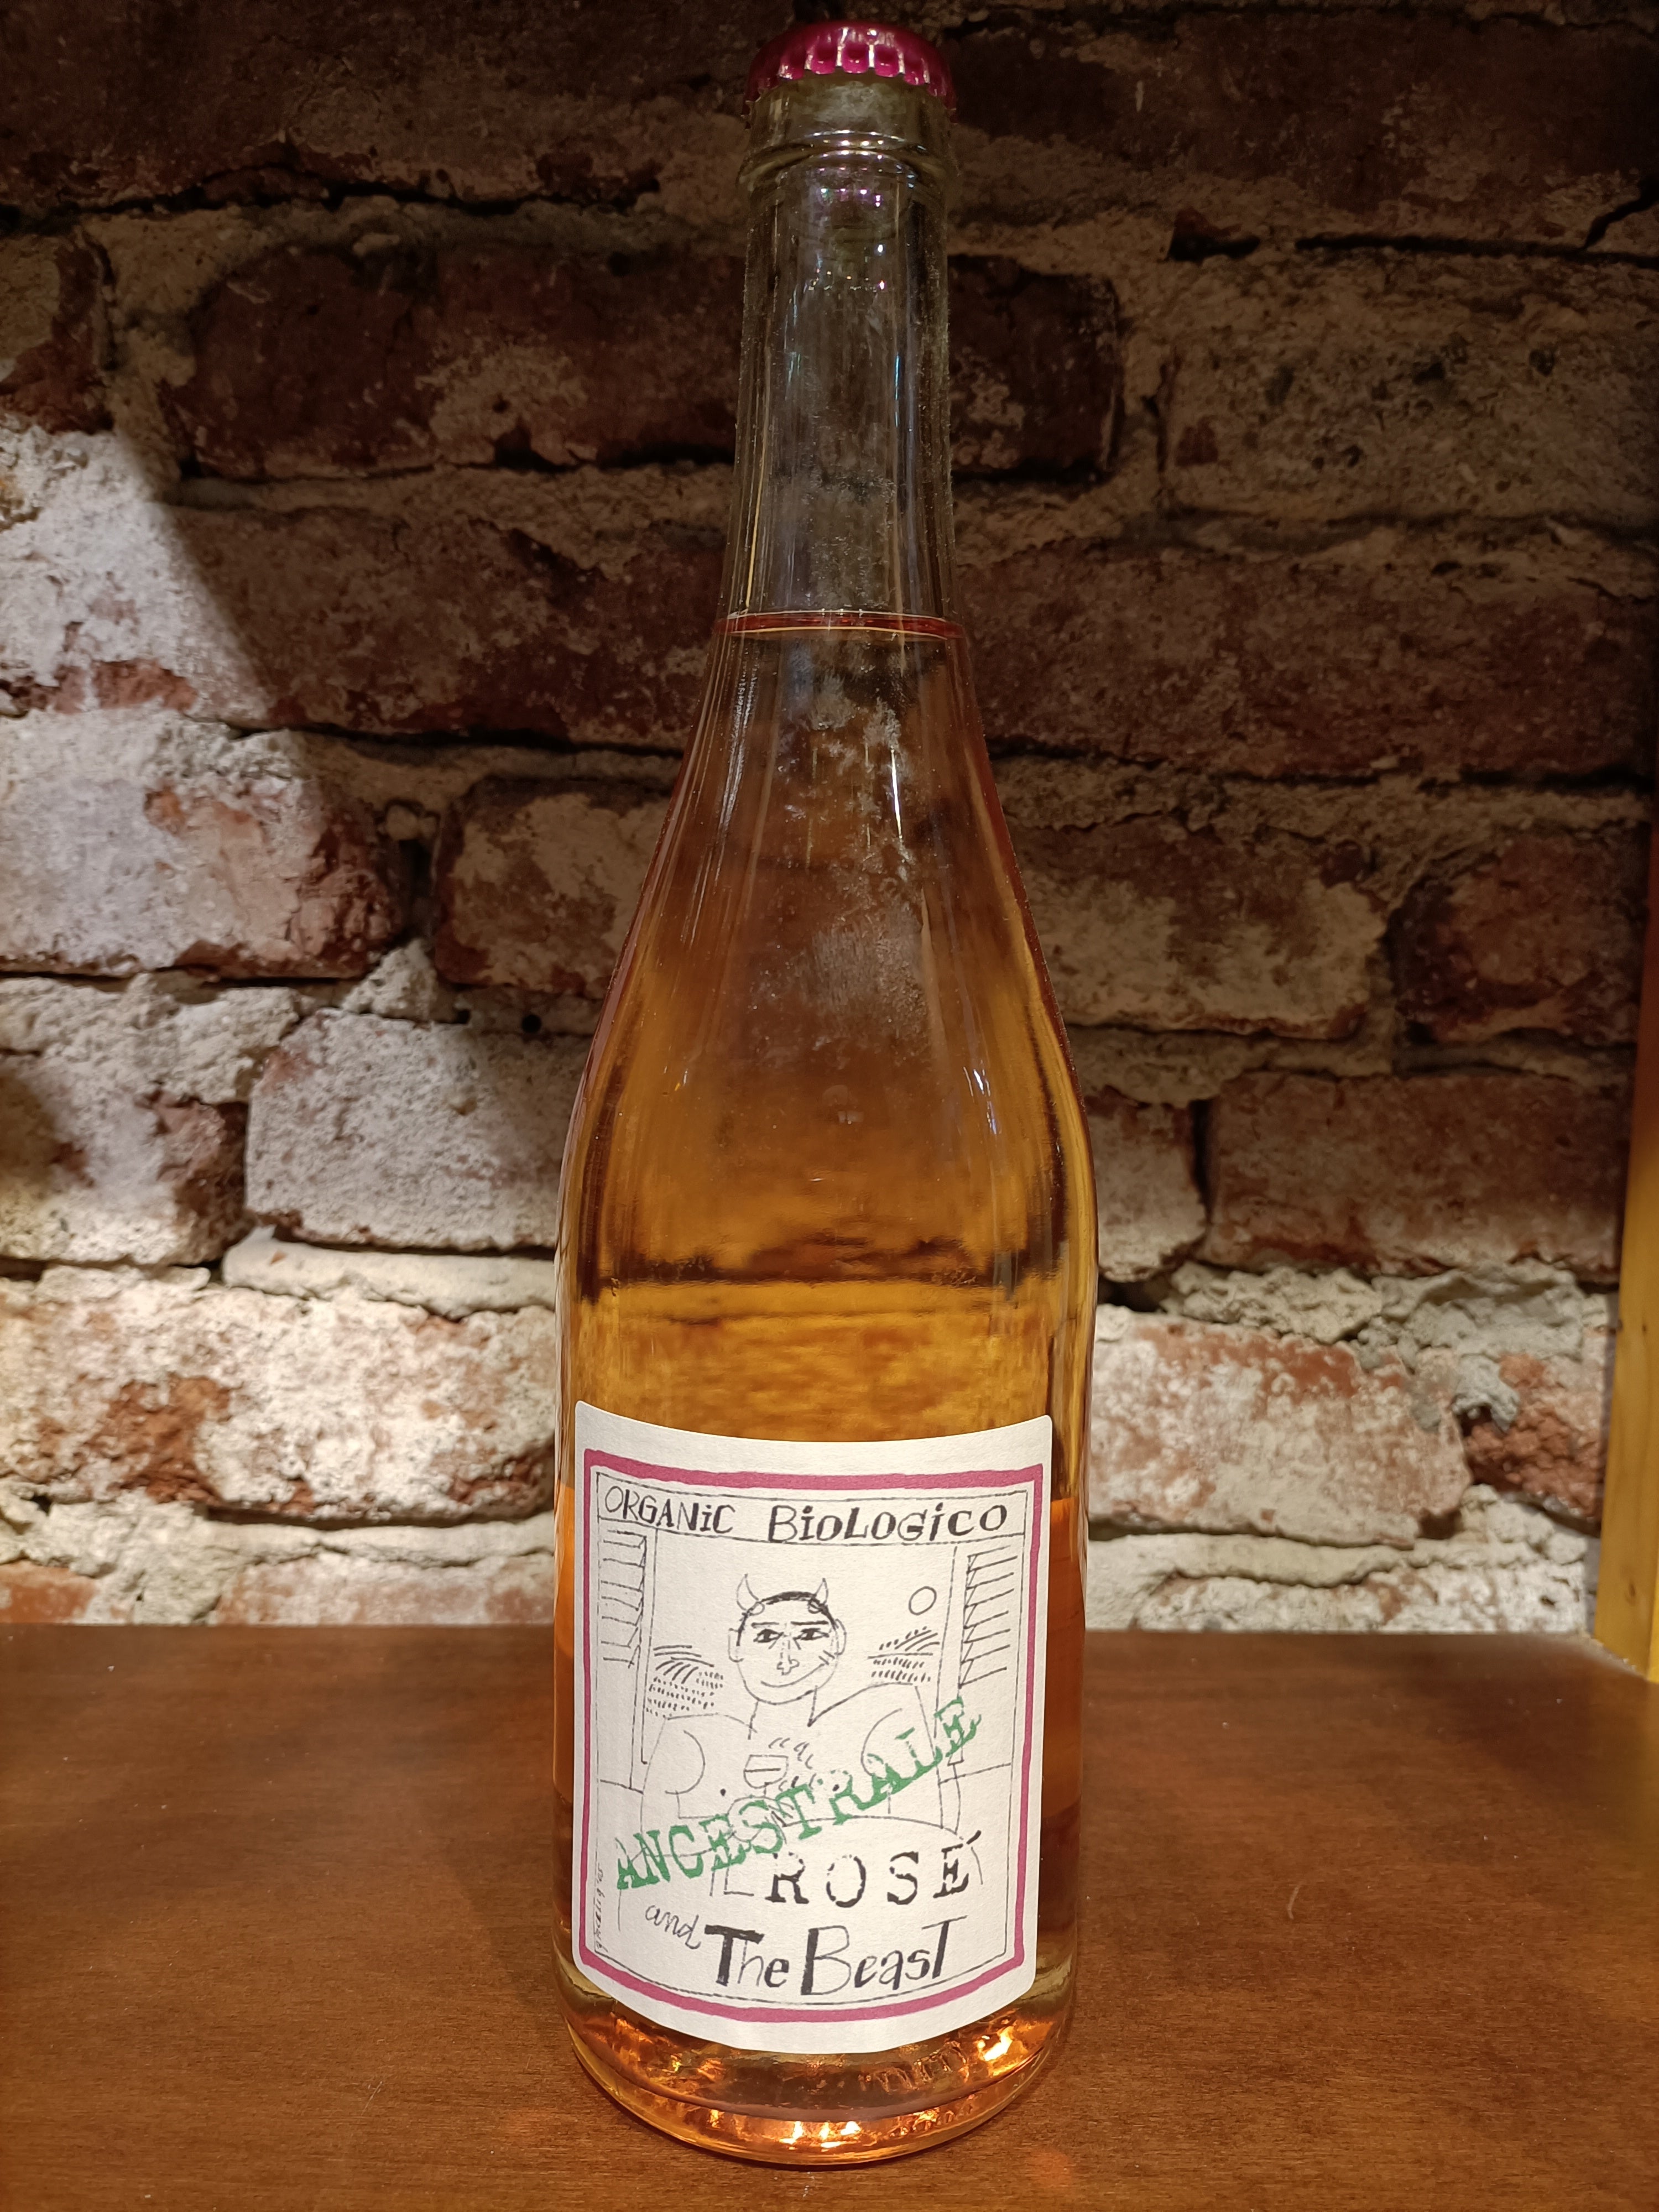 ORGANIC BIOLOGICO
ANCESTRALE
ROSÉ
and The Beast